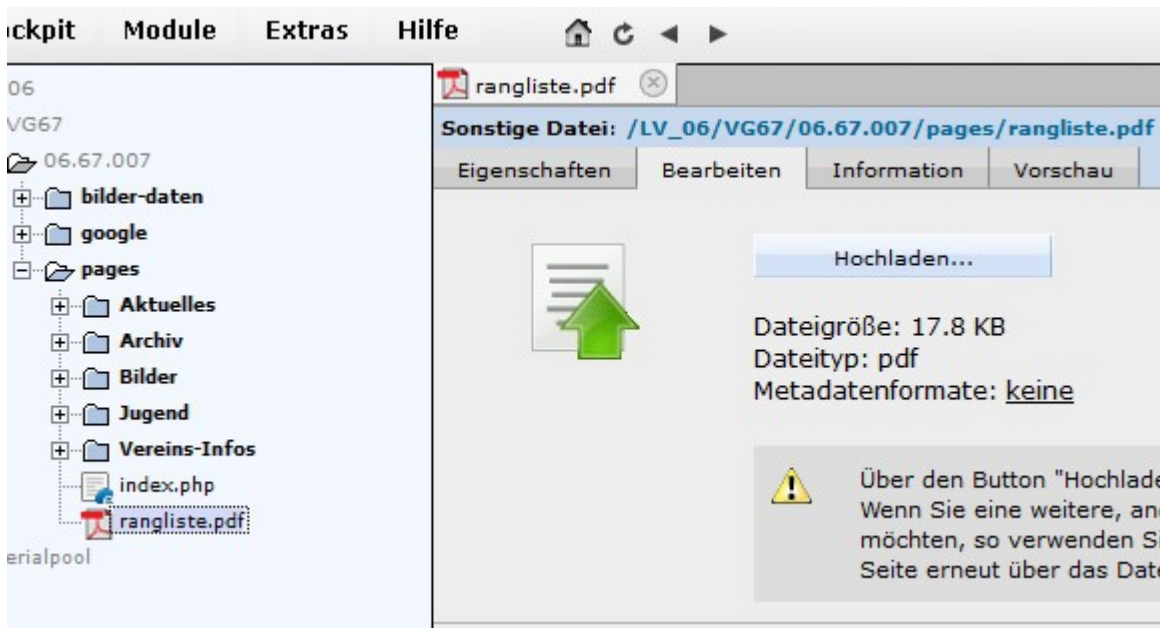 ckpit Module Extras Hilfe
06
VG67
06.67.007
bilder-daten
google
pages
Aktuelles
Archiv
Bilder
Jugend
Vereins-Infos
index.php
rangliste.pdf
erialpool
rangliste.pdf
Sonstige Datei: /LV_06/VG67/06.67.007/pages/rangliste.pdf
Eigenschaften Bearbeiten Information Vorschau
Hochladen...
Dateigröße: 17.8 KB
Dateityp: pdf
Metadatenformate: keine
Über den Button "Hochlade
Wenn Sie eine weitere, an
möchten, so verwenden Si
Seite erneut über das Date